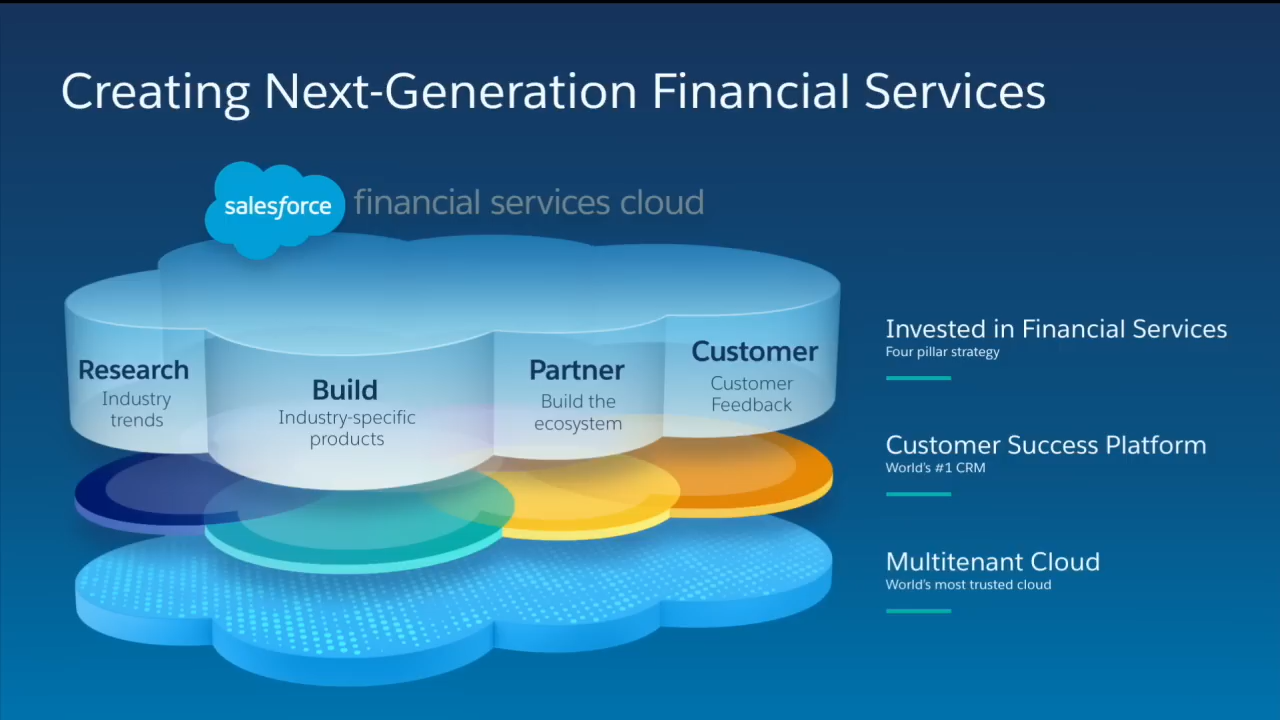 Creating Next-Generation Financial Services
salesforce financial services cloud
Research
Industry
trends
Build
Industry-specific
products
Partner
Build the
ecosystem
Customer
Customer
Feedback
Invested in Financial Services
Four pillar strategy
Customer Success Platform
World's #1 CRM
Multitenant Cloud
World's most trusted cloud